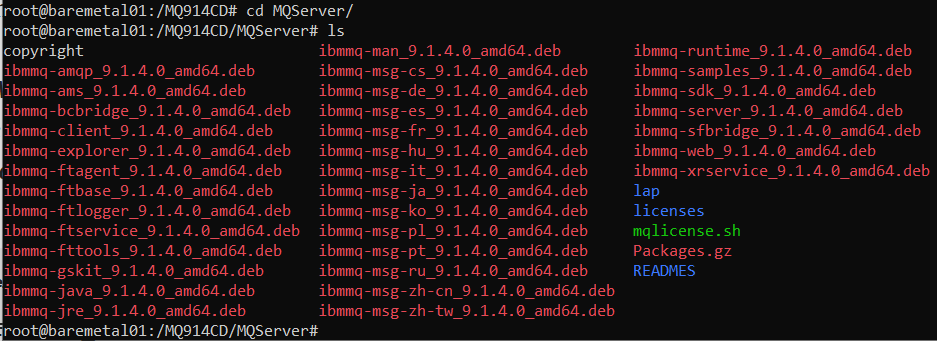 root@baremetal01:/MQ914CD# cd MQServer/
root@baremetal01:/MQ914CD/MQServer# ls
copyright ibmmq-man_9.1.4.0_amd64.deb ibmmq-runtime_9.1.4.0_amd64.deb
ibmmq-amqp_9.1.4.0_amd64.deb ibmmq-msg-cs_9.1.4.0_amd64.deb ibmmq-samples_9.1.4.0_amd64.deb
ibmmq-ams_9.1.4.0_amd64.deb ibmmq-msg-de_9.1.4.0_amd64.deb ibmmq-sdk_9.1.4.0_amd64.deb
ibmmq-bcbridge_9.1.4.0_amd64.deb ibmmq-msg-es_9.1.4.0_amd64.deb ibmmq-server_9.1.4.0_amd64.deb
ibmmq-client_9.1.4.0_amd64.deb ibmmq-msg-fr_9.1.4.0_amd64.deb ibmmq-sfbridge_9.1.4.0_amd64.deb
ibmmq-explorer_9.1.4.0_amd64.deb ibmmq-msg-hu_9.1.4.0_amd64.deb ibmmq-web_9.1.4.0_amd64.deb
ibmmq-ftagent_9.1.4.0_amd64.deb ibmmq-msg-it_9.1.4.0_amd64.deb ibmmq-xrservice_9.1.4.0_amd64.deb
ibmmq-ftbase_9.1.4.0_amd64.deb ibmmq-msg-ja_9.1.4.0_amd64.deb lap
ibmmq-ftlogger_9.1.4.0_amd64.deb ibmmq-msg-ko_9.1.4.0_amd64.deb licenses
ibmmq-ftservice_9.1.4.0_amd64.deb ibmmq-msg-pl_9.1.4.0_amd64.deb mqlicense.sh
ibmmq-fttools_9.1.4.0_amd64.deb ibmmq-msg-pt_9.1.4.0_amd64.deb Packages.gz
ibmmq-gskit_9.1.4.0_amd64.deb ibmmq-msg-ru_9.1.4.0_amd64.deb READMES
ibmmq-java_9.1.4.0_amd64.deb ibmmq-msg-zh-cn_9.1.4.0_amd64.deb
ibmmq-jre_9.1.4.0_amd64.deb ibmmq-msg-zh-tw_9.1.4.0_amd64.deb
root@baremetal01:/MQ914CD/MQServer#